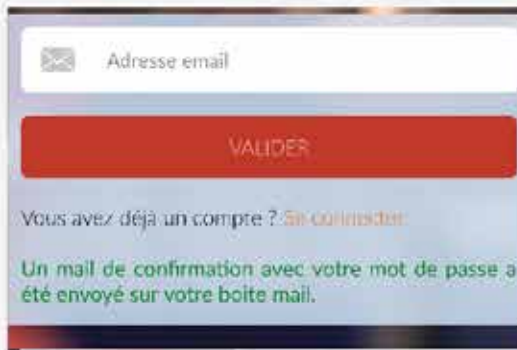 Adresse email
VALIDER
Vous avez déjà un compte ? Se connecter
Un mail de confirmation avec votre mot de passe a
été envoyé sur votre boite mail.